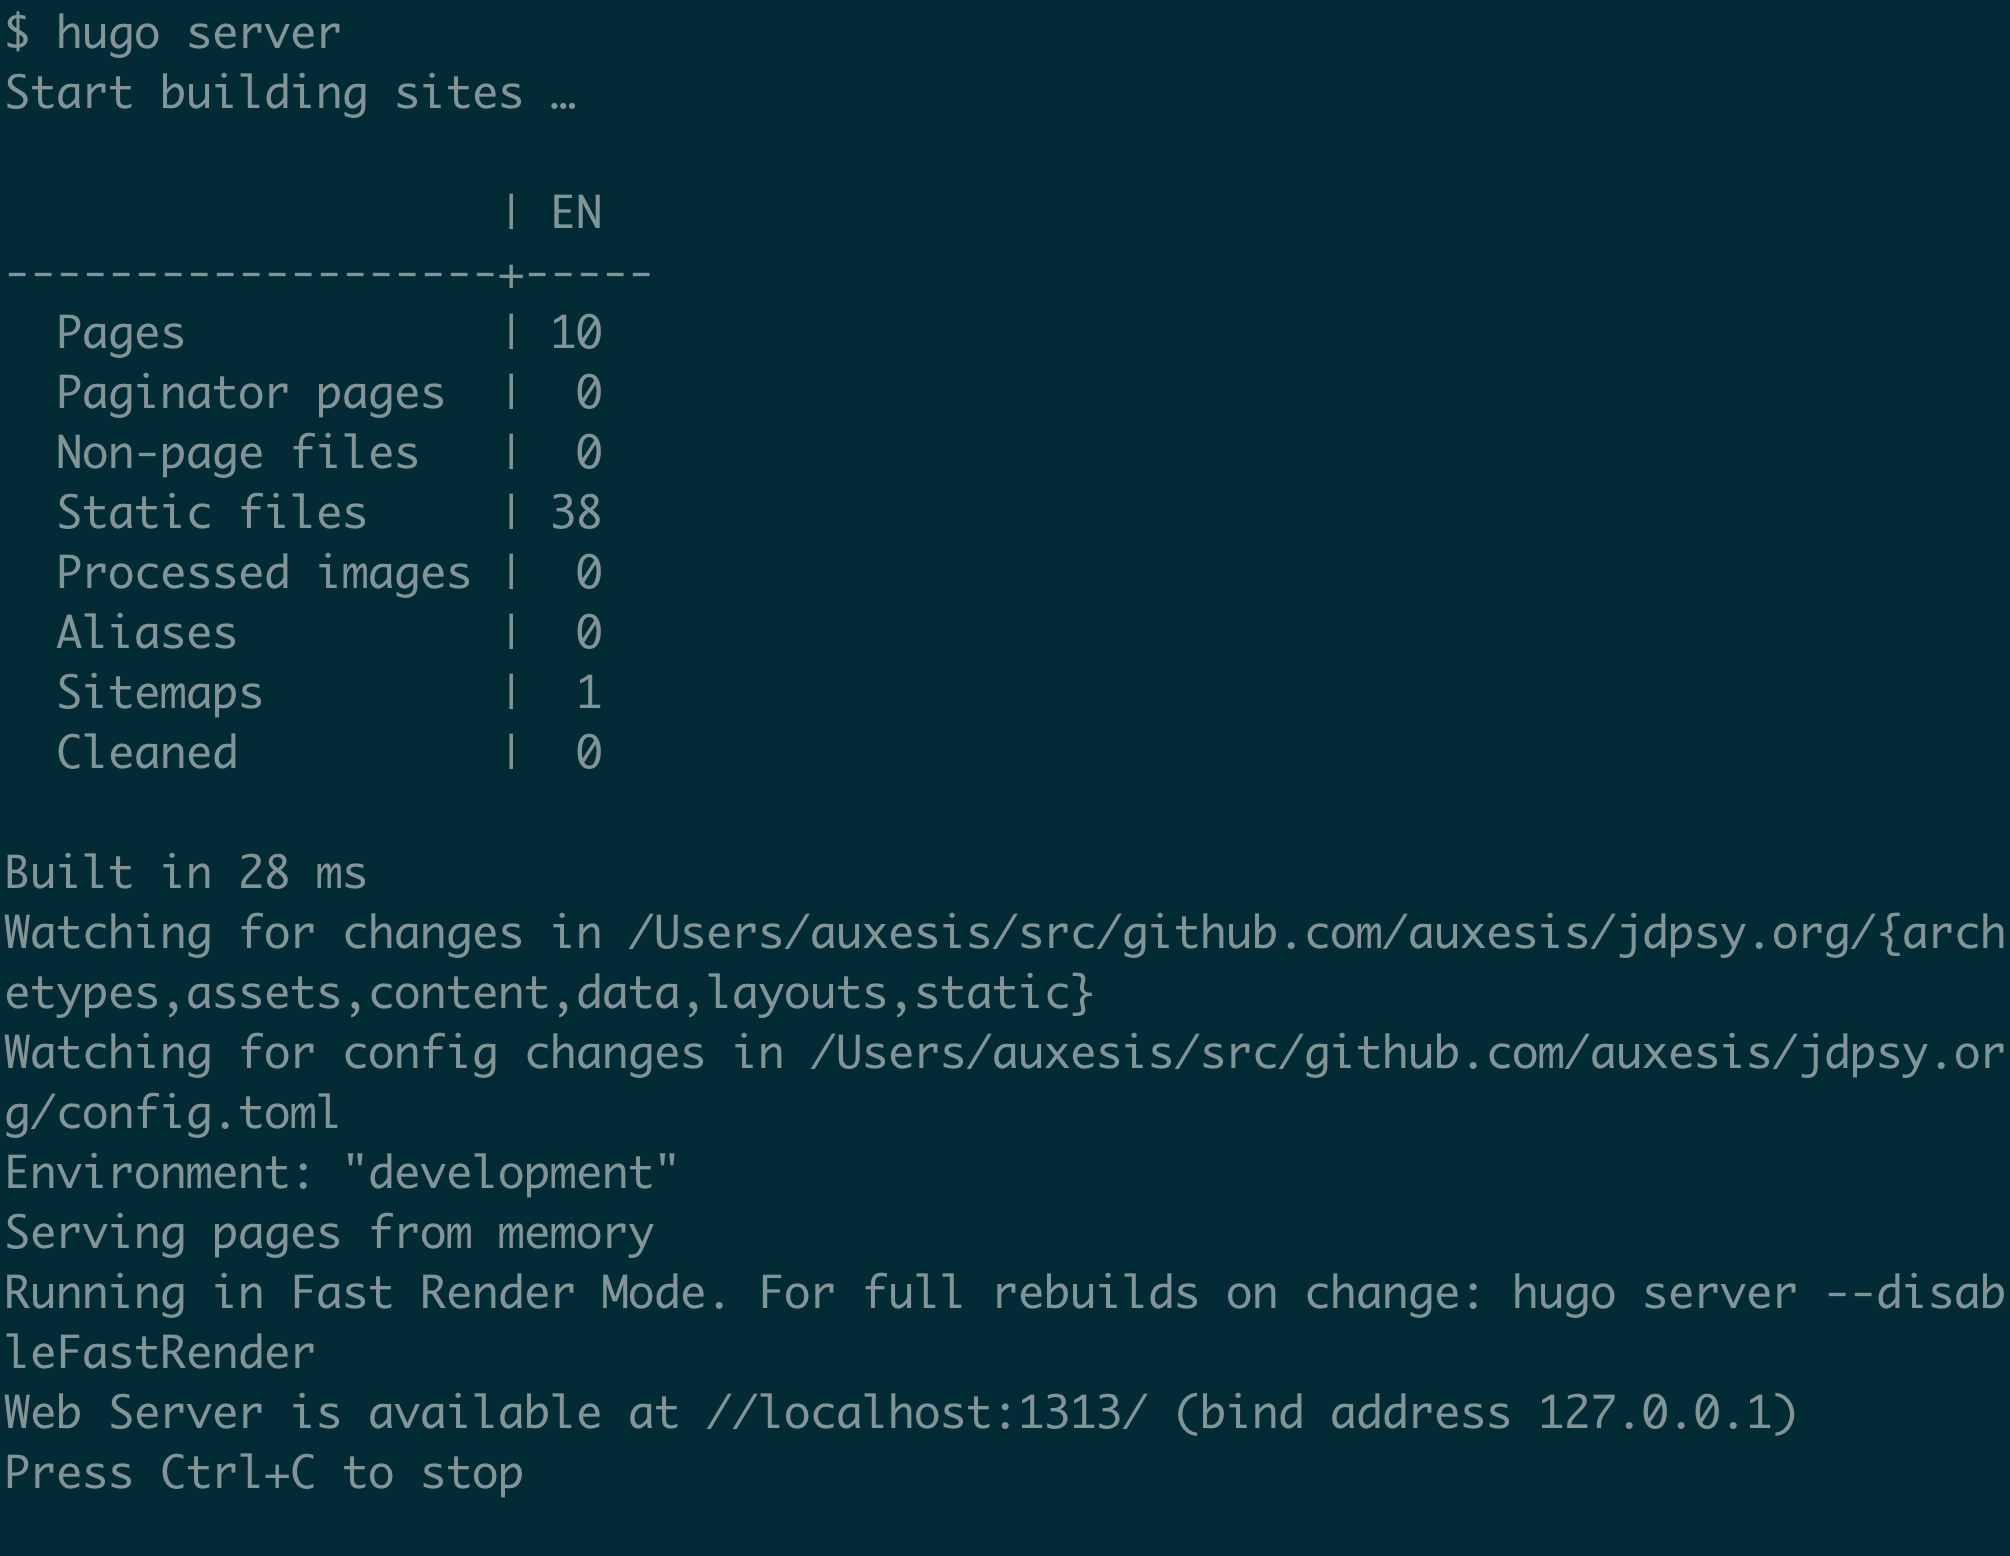 $ hugo server
Start building sites …
                   | EN
-------------------+-----
  Pages            | 10
  Paginator pages  |  0
  Non-page files   |  0
  Static files     | 38
  Processed images |  0
  Aliases          |  0
  Sitemaps         |  1
  Cleaned          |  0
Built in 28 ms
Watching for changes in /Users/auxesis/src/github.com/auxesis/jdpsy.org/{arch
etypes,assets,content,data,layouts,static}
Watching for config changes in /Users/auxesis/src/github.com/auxesis/jdpsy.or
g/config.toml
Environment: "development"
Serving pages from memory
Running in Fast Render Mode. For full rebuilds on change: hugo server --disab
leFastRender
Web Server is available at //localhost:1313/ (bind address 127.0.0.1)
Press Ctrl+C to stop